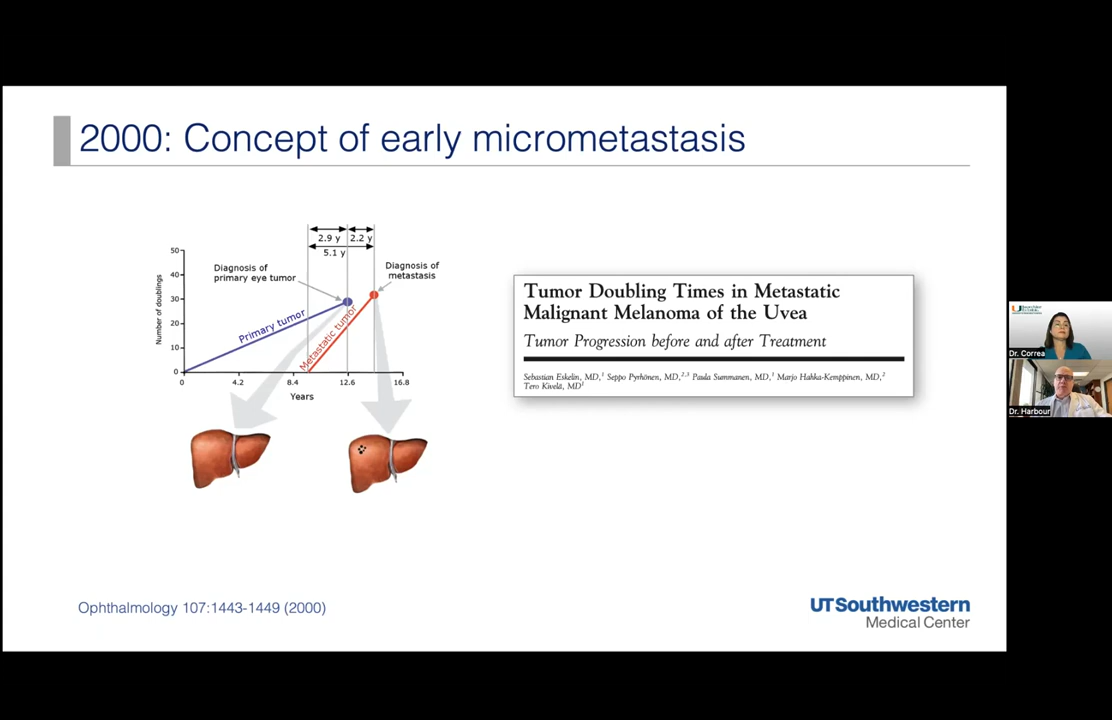 2000: Concept of early micrometastasis
2.9 y
2.2 y
5.1 y
Number of doublings
50
40
30
20
10
0
Diagnosis of
primary eye tumor
Diagnosis of
metastasis
Primary tumor
Metastatic tumor
0
4.2
8.4
12.6
16.8
Years
Tumor Doubling Times in Metastatic
Malignant Melanoma of the Uvea
Tumor Progression before and after Treatment
Sebastian Eskelin, MD,1 Seppo Pyrhönen, MD,2,3 Paula Summanen, MD,1 Marjo Hahka-Kemppinen, MD,2
Tero Kivelä, MD1
Ophthalmology 107:1443-1449 (2000)
UTSouthwestern
Medical Center
Dr. Correa
Dr. Harbour